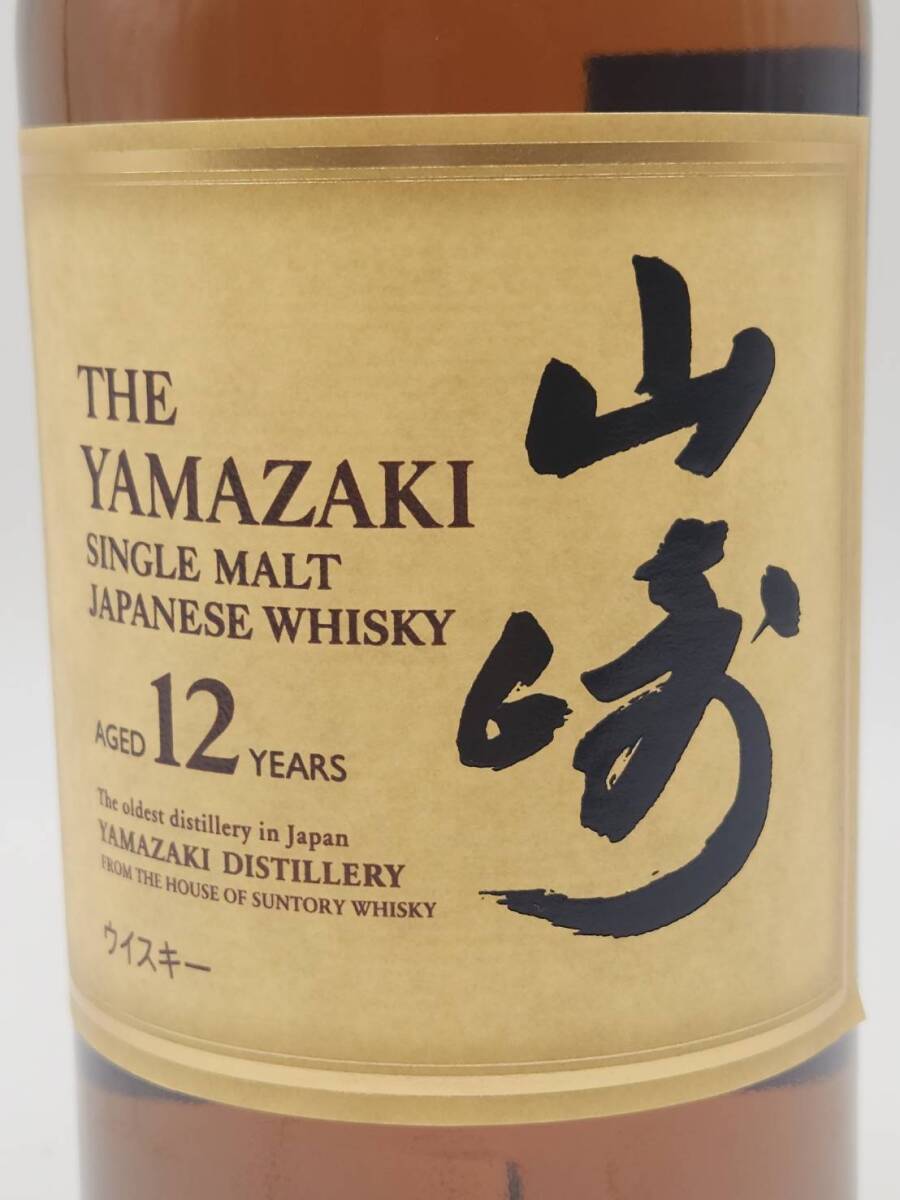 THE
YAMAZAKI
SINGLE MALT
JAPANESE WHISKY
AGED 12 YEARS
The oldest distillery in Japan
YAMAZAKI DISTILLERY
FROM THE HOUSE OF SUNTORY WHISKY
ウイスキー
山崎